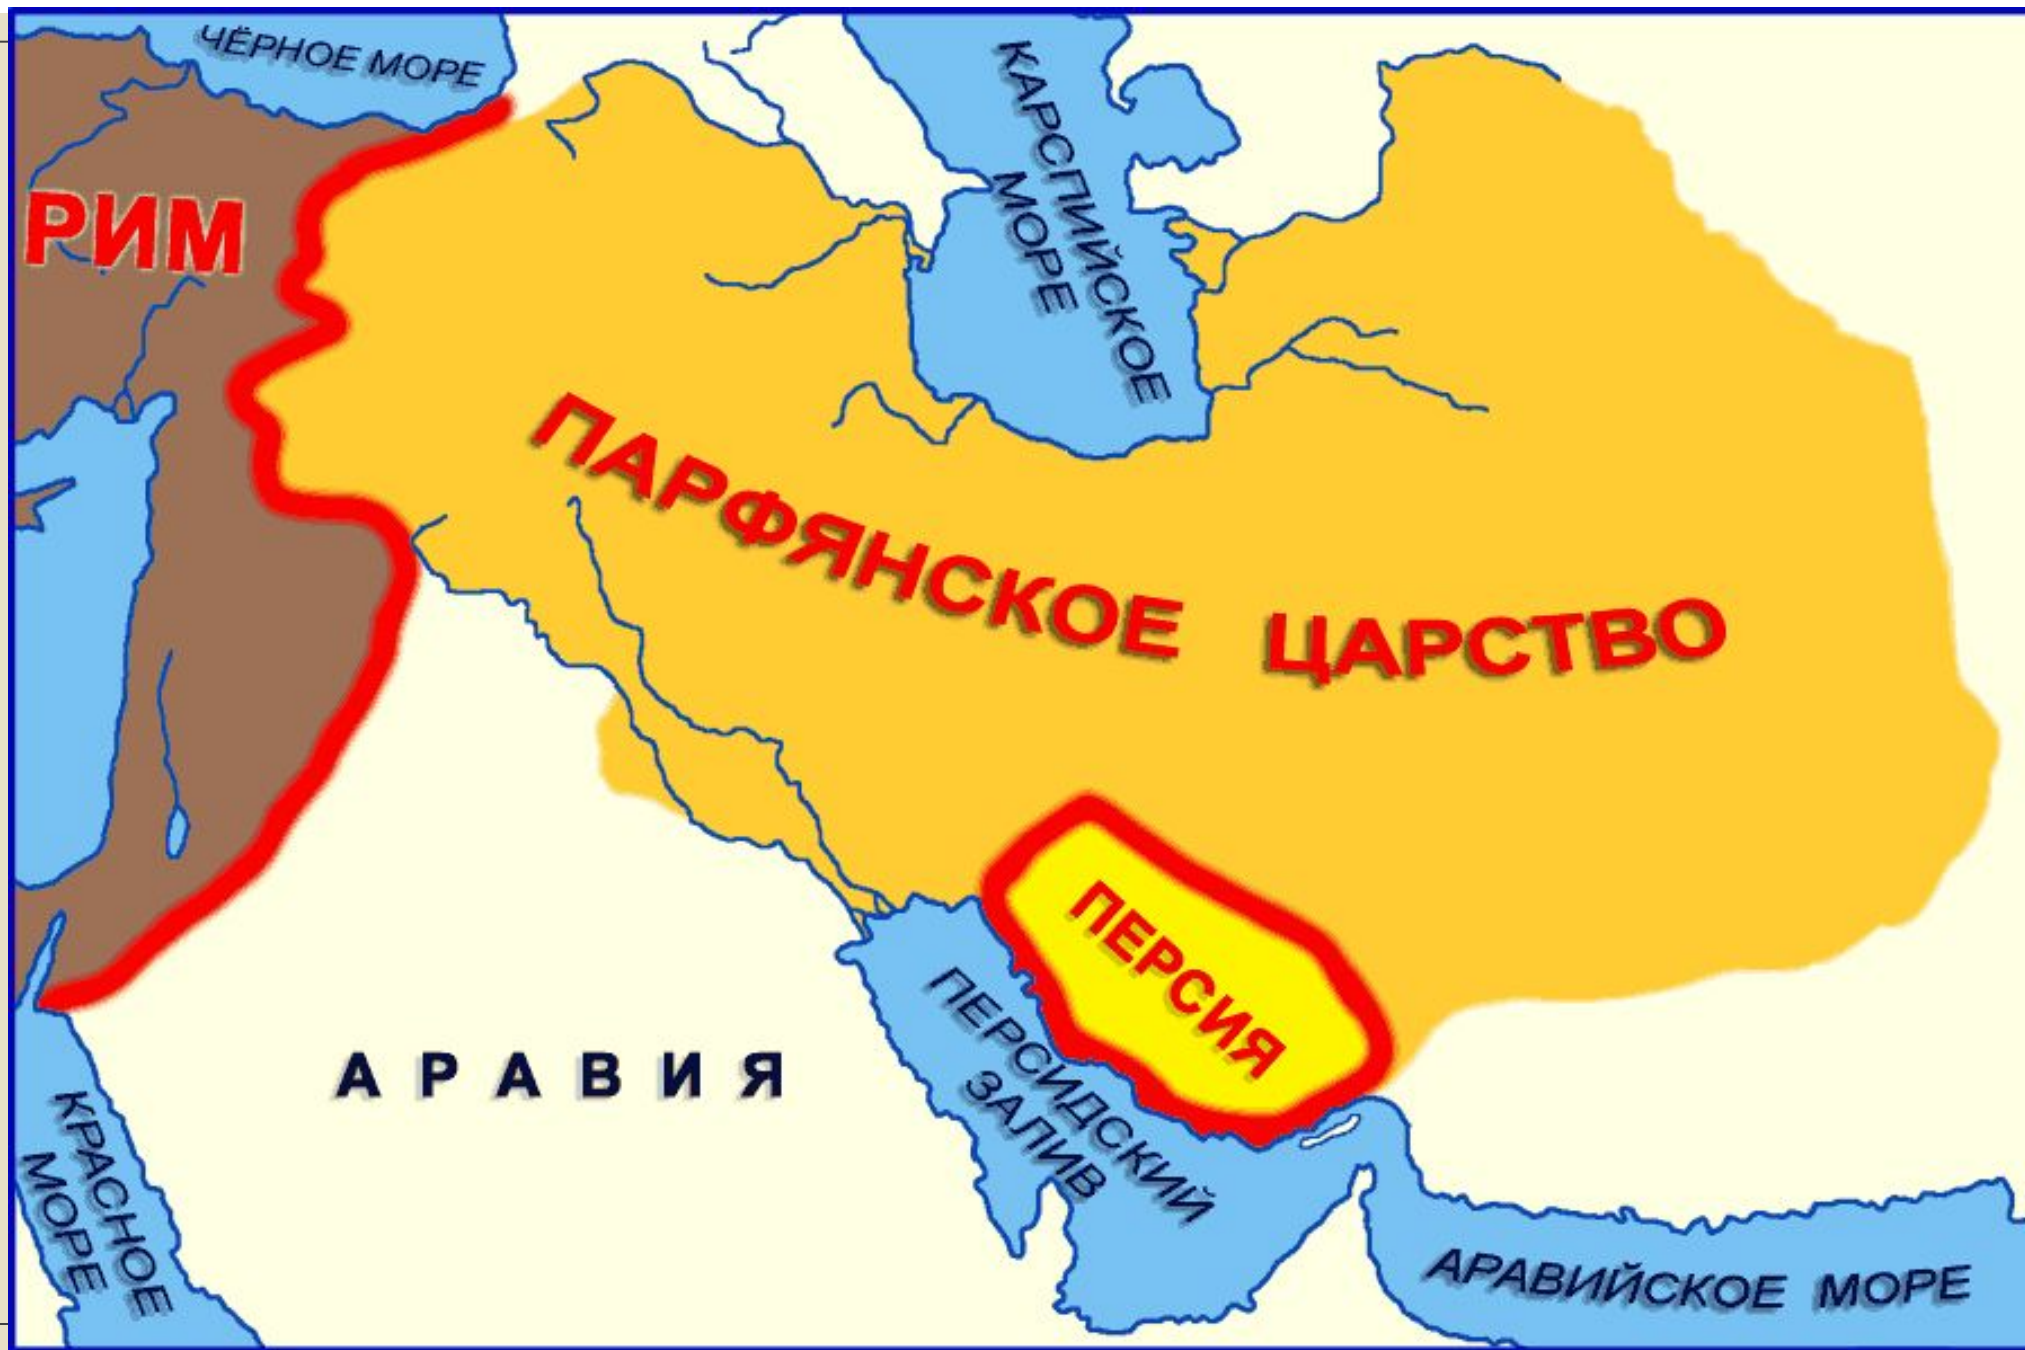 ЧЁРНОЕ МОРЕ
КАРСПИЙСКОЕ
МОРЕ
РИМ
ПАРФЯНСКОЕ ЦАРСТВО
ПЕРСИЯ
ПЕРСИДСКИЙ
ЗАЛИВ
АРАВИЯ
КРАСНОЕ
МОРЕ
АРАВИЙСКОЕ МОРЕ